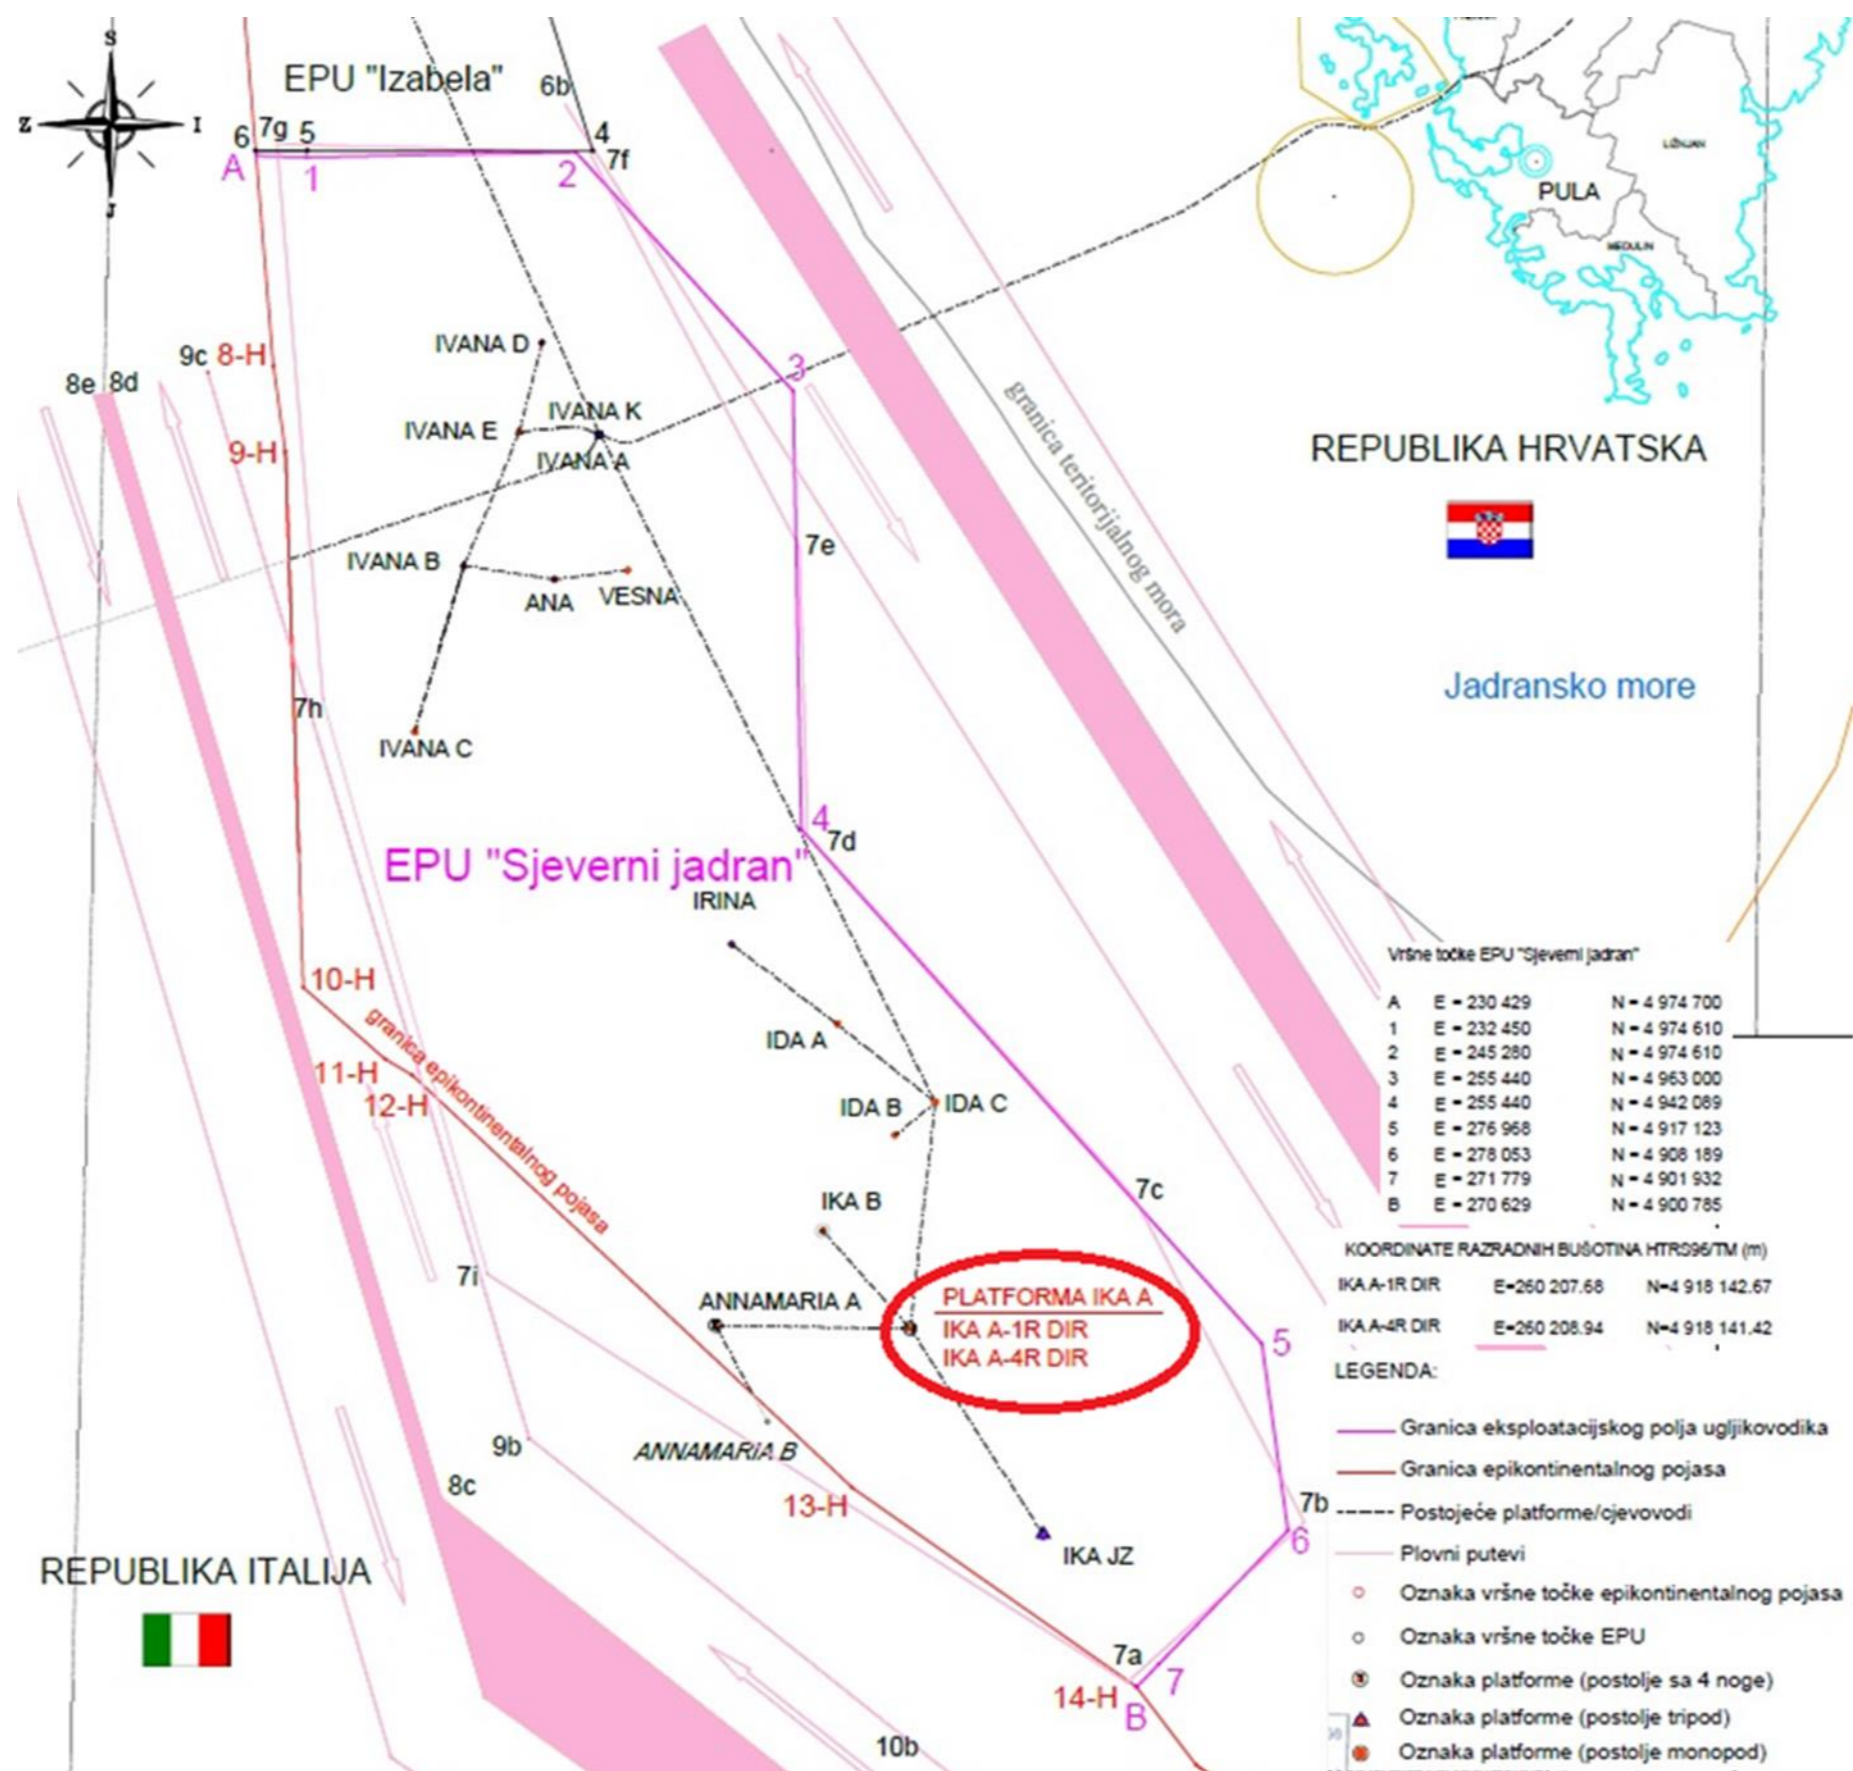 S
Z
I
J
EPU "Izabela"
6b
6
7g
5
4
7f
A
1
2
PULA
LIŽNJAN
MEDULIN
IVANA D
9c
8-H
3
8e
8d
IVANA K
IVANA E
9-H
IVANA A
granica teritorijalnog mora
REPUBLIKA HRVATSKA
7e
IVANA B
ANA
VESNA
Jadransko more
7h
IVANA C
4
7d
EPU "Sjeverni jadran"
IRINA
10-H
granica epikontinentalnog pojasa
IDA A
11-H
12-H
IDA B
IDA C
Vršne točke EPU "Sjeverni jadran"
A E = 230 429 N = 4 974 700
1 E = 232 450 N = 4 974 610
2 E = 245 280 N = 4 974 610
3 E = 255 440 N = 4 963 000
4 E = 255 440 N = 4 942 089
5 E = 276 968 N = 4 917 123
6 E = 278 053 N = 4 908 189
7 E = 271 779 N = 4 901 932
B E = 270 629 N = 4 900 785
7c
IKA B
KOORDINATE RAZRADNIH BUŠOTINA HTRS96/TM (m)
IKA A-1R DIR E=260 207.68 N=4 918 142.67
IKA A-4R DIR E=260 208.94 N=4 918 141.42
7i
ANNAMARIA A
PLATFORMA IKA A
IKA A-1R DIR
IKA A-4R DIR
5
9b
ANNAMARIA B
8c
13-H
7b
6
IKA JZ
REPUBLIKA ITALIJA
7a
7
14-H
B
10b
LEGENDA:
Granica eksploatacijskog polja ugljikovodika
Granica epikontinentalnog pojasa
Postojeće platforme/cjevovodi
Plovni putevi
Oznaka vršne točke epikontinentalnog pojasa
Oznaka vršne točke EPU
Oznaka platforme (postolje sa 4 noge)
Oznaka platforme (postolje tripod)
Oznaka platforme (postolje monopod)